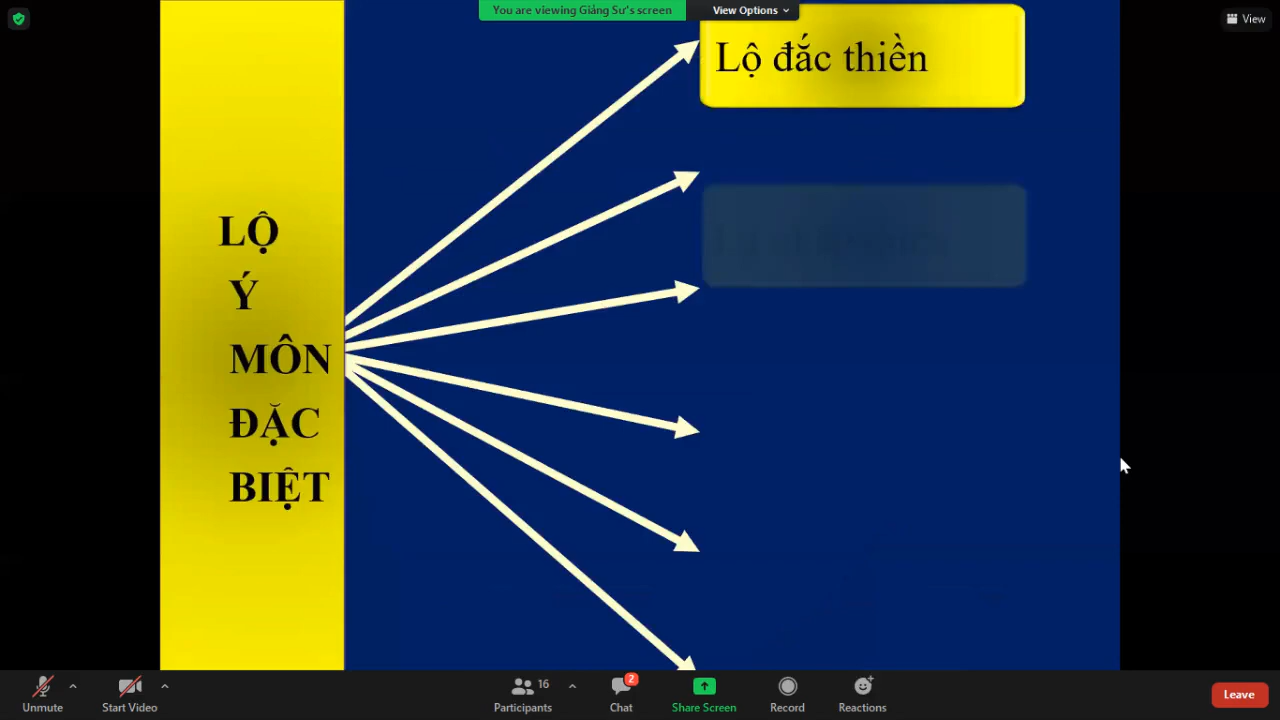 You are viewing Giảng Sư's screen
View Options
View
Lộ đắc thiền
LỘ
Ý
MÔN
ĐẶC
BIỆT
Unmute
Start Video
16
Participants
2
Chat
Share Screen
Record
Reactions
Leave